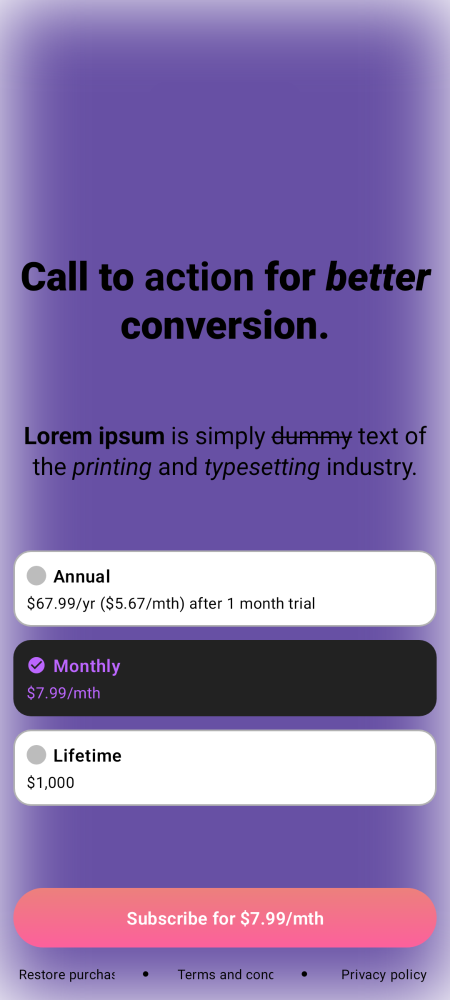 Call to action for better
conversion.
Lorem ipsum is simply dummy text of
the printing and typesetting industry.
Annual
$67.99/yr ($5.67/mth) after 1 month trial
Monthly
$7.99/mth
Lifetime
$1,000
Subscribe for $7.99/mth
Restore purchas • Terms and conc • Privacy policy